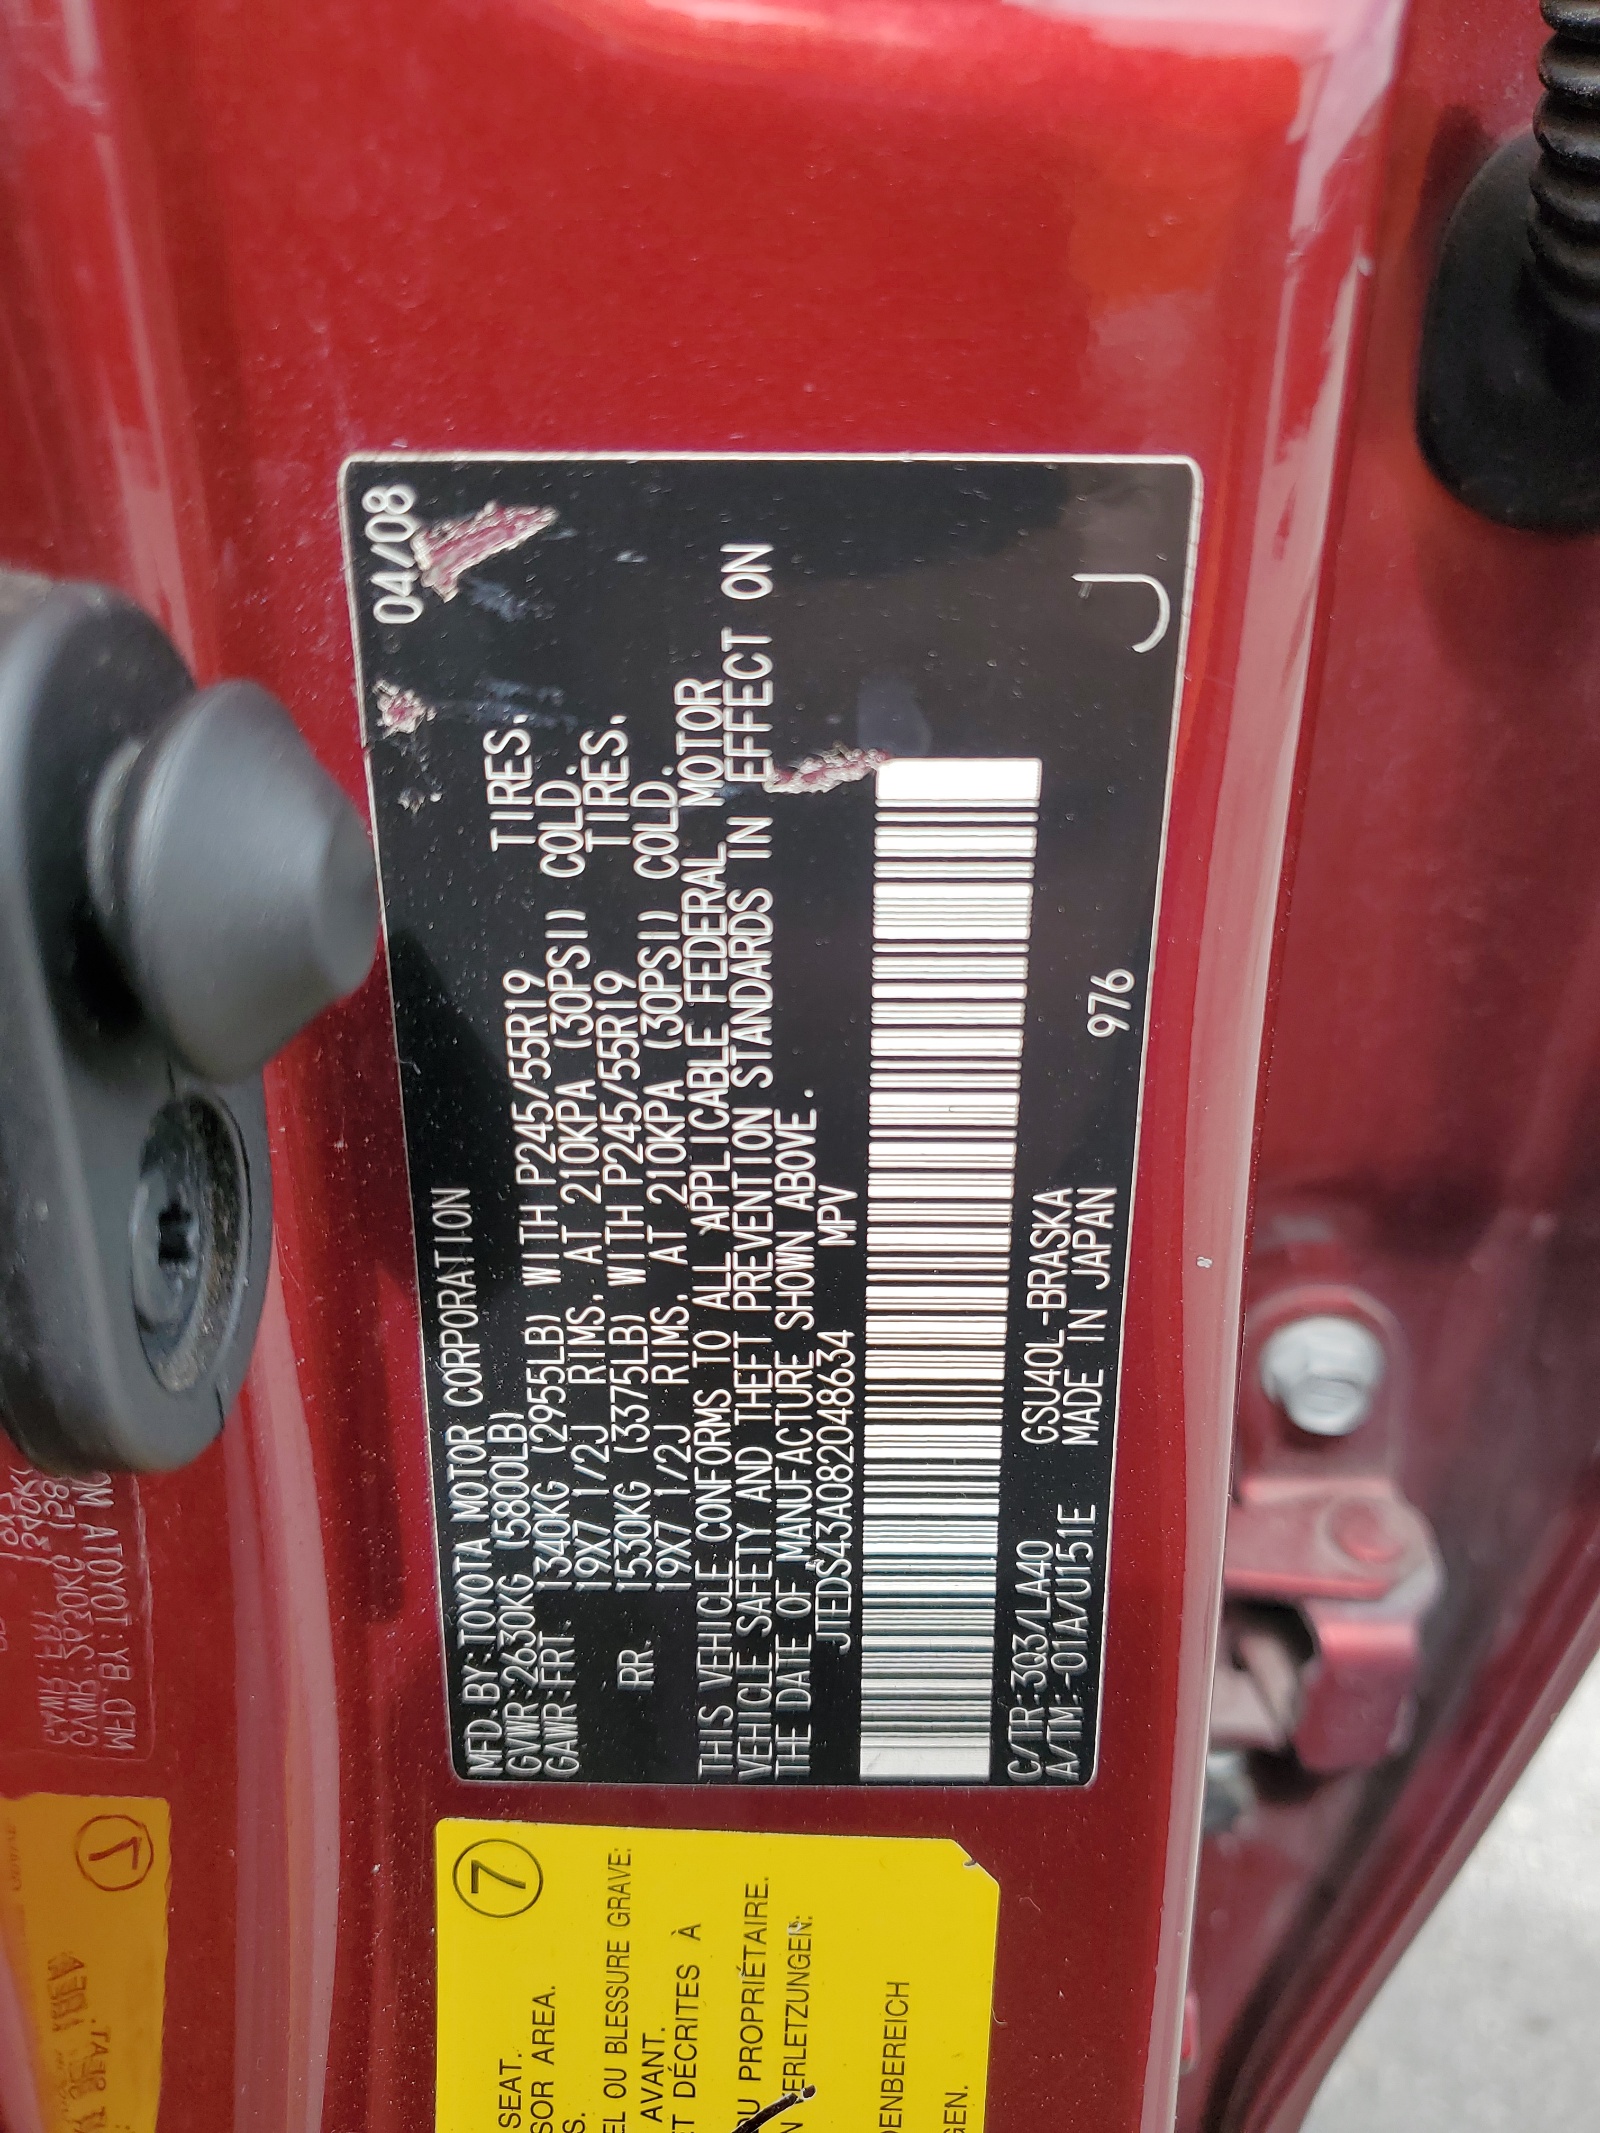 04/08
MFD.BY:TOYOTA MOTOR CORPORATION
GVWR:2630KG (5800LB)
GAWR:FRT. 1340KG (2955LB) WITH P245/55R19 TIRES.
19X7 1/2J RIMS. AT 210KPA (30PSI) COLD.
RR. 1530KG (3375LB) WITH P245/55R19 TIRES.
19X7 1/2J RIMS. AT 210KPA (30PSI) COLD.
THIS VEHICLE CONFORMS TO ALL APPLICABLE FEDERAL MOTOR
VEHICLE SAFETY AND THEFT PREVENTION STANDARDS IN EFFECT ON
THE DATE OF MANUFACTURE SHOWN ABOVE.
JTEDS43A082048634 MPV
C/TR:3Q3/LA40 GSU40L-BRASKA
A/TM:-01A/U151E MADE IN JAPAN 976
J
7
SEAT.
SOR AREA.
S.
EL OU BLESSURE GRAVE:
AVANT.
ET DÉCRITES À
OU PROPRIÉTAIRE.
ERLETZUNGEN:
DENBEREICH
GEN.